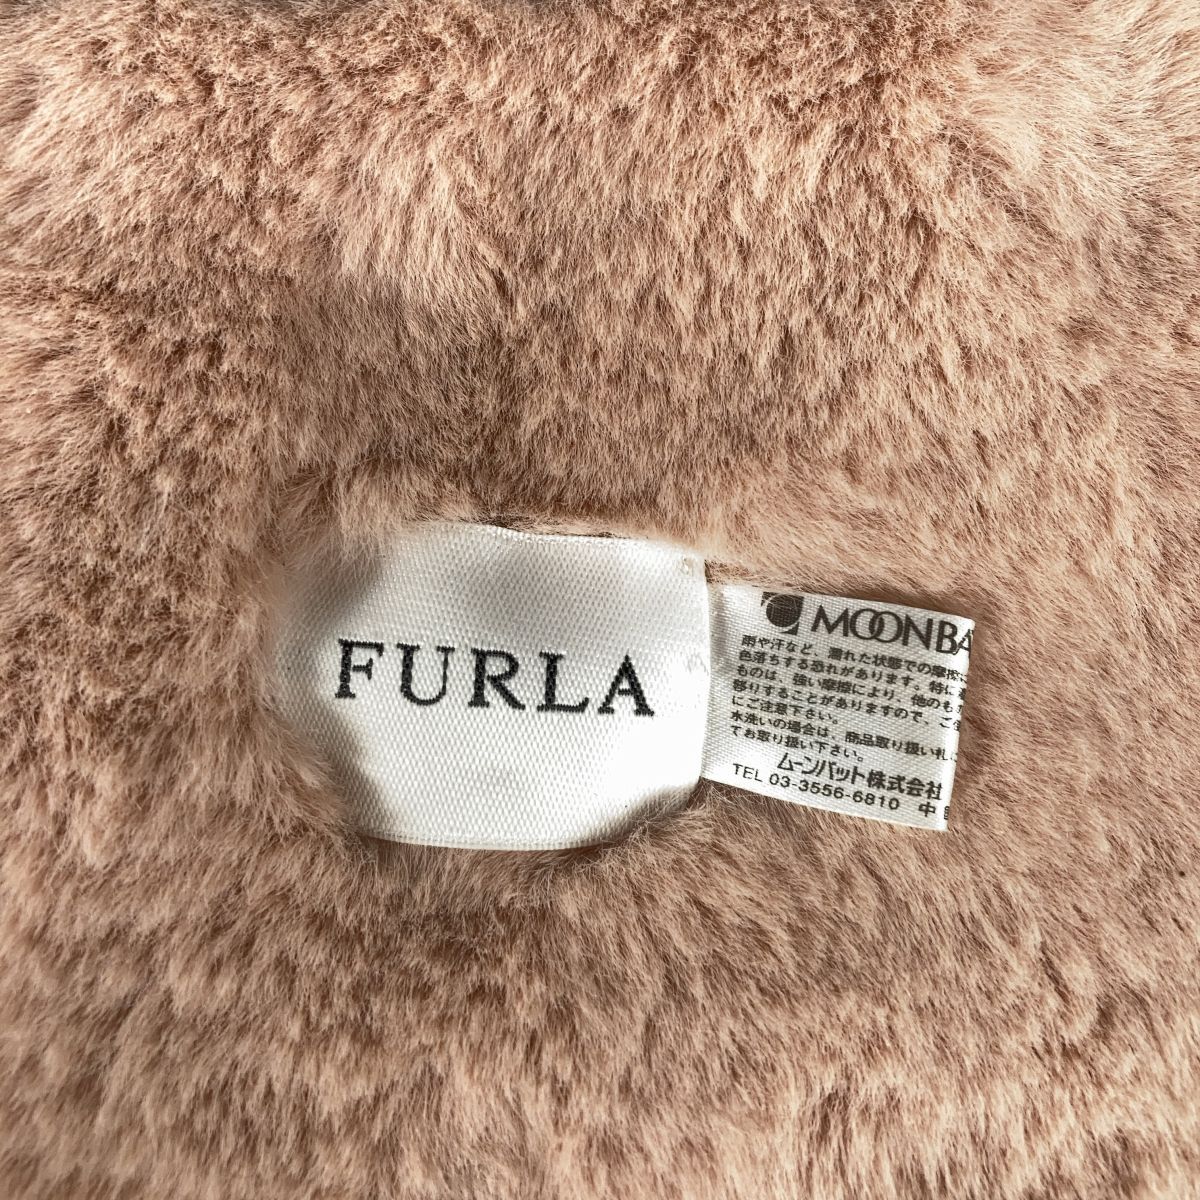 FURLA
MOONBA
雨や汗など、濡れた状態での摩擦に
色落ちする恐れがあります。特に
ものは、強い摩擦により、他のも
移りすることがありますので、ご
にご注意下さい。
水洗いの場合は、商品取り扱い札
てお取り扱い下さい。
ムーンバット株式会社
TEL 03-3556-6810 中